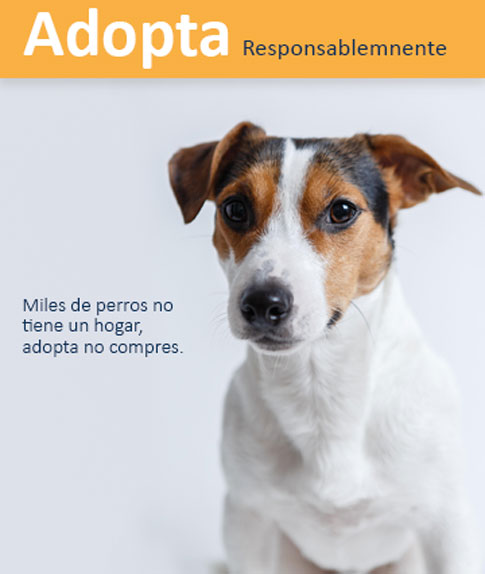 Adopta Responsablemnente
Miles de perros no
tiene un hogar,
adopta no compres.